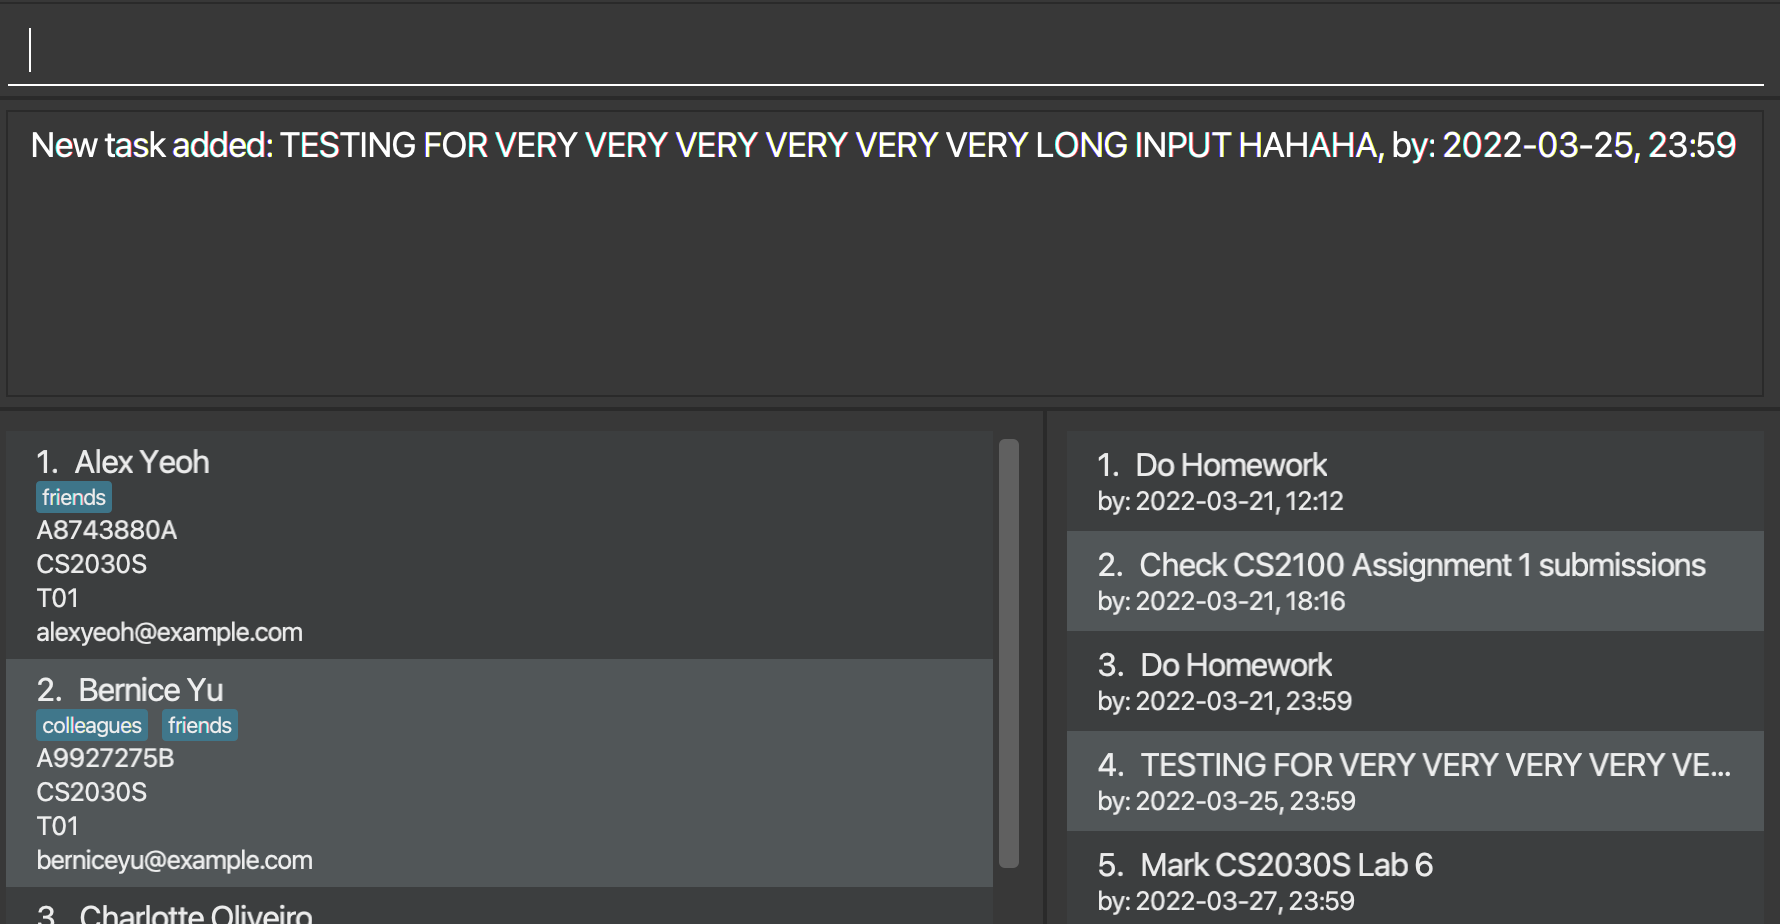 New task added: TESTING FOR VERY VERY VERY VERY VERY VERY LONG INPUT HAHAHA, by: 2022-03-25, 23:59
1. Alex Yeoh
friends
A8743880A
CS2030S
T01
alexyeoh@example.com
2. Bernice Yu
colleagues friends
A9927275B
CS2030S
T01
berniceyu@example.com
3. Charlotte Oliveiro
1. Do Homework
by: 2022-03-21, 12:12
2. Check CS2100 Assignment 1 submissions
by: 2022-03-21, 18:16
3. Do Homework
by: 2022-03-21, 23:59
4. TESTING FOR VERY VERY VERY VERY VE...
by: 2022-03-25, 23:59
5. Mark CS2030S Lab 6
by: 2022-03-27, 23:59